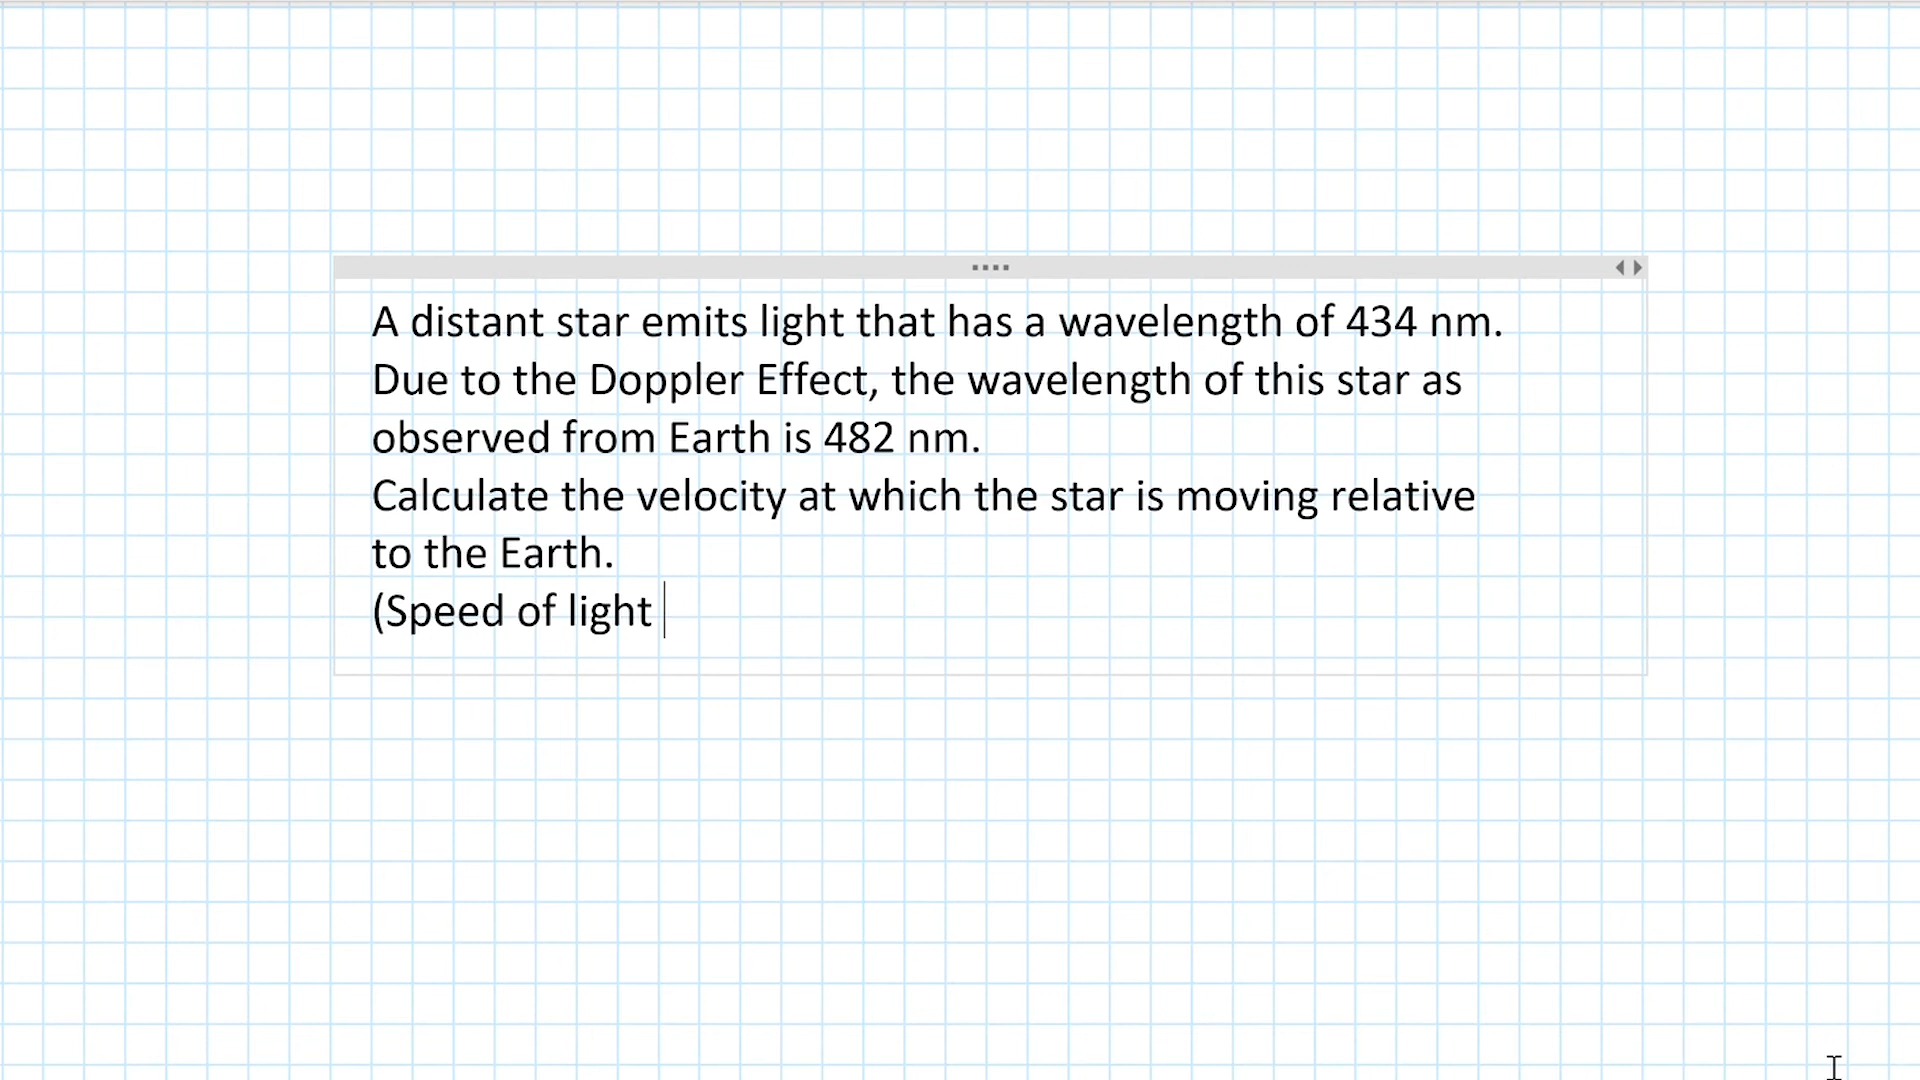 A distant star emits light that has a wavelength of 434 nm.
Due to the Doppler Effect, the wavelength of this star as
observed from Earth is 482 nm.
Calculate the velocity at which the star is moving relative
to the Earth.
(Speed of light